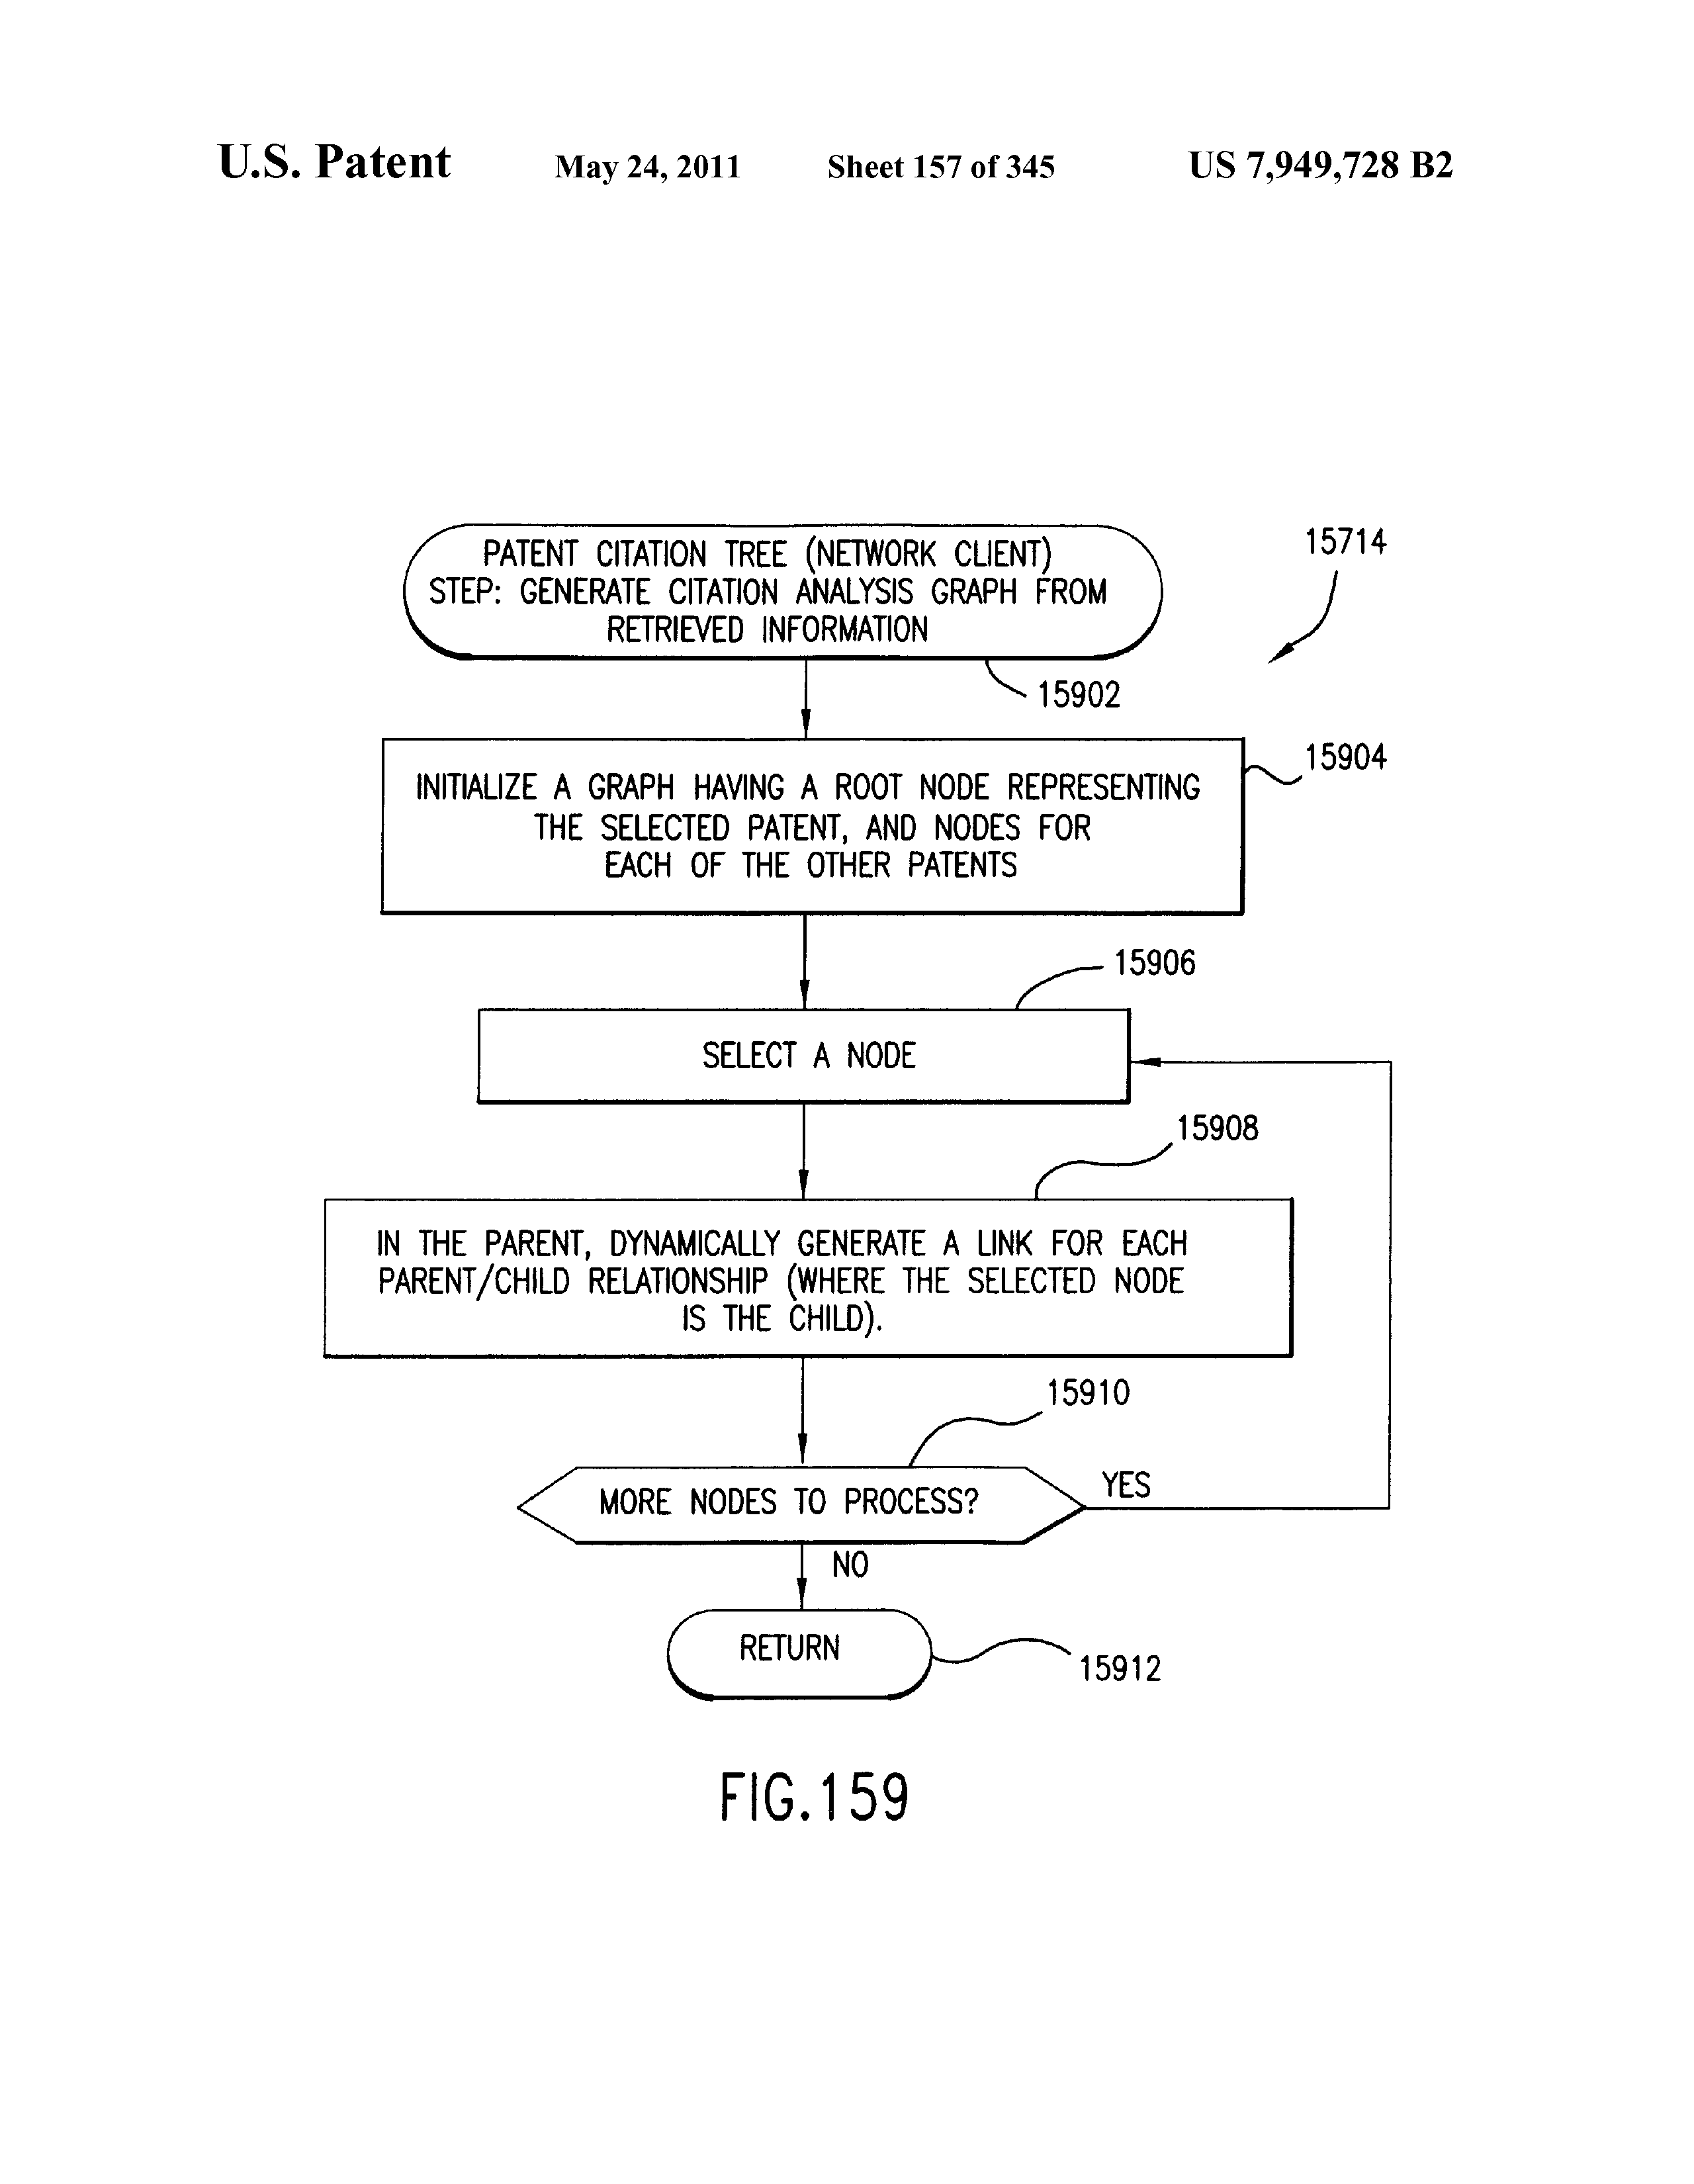 U.S. Patent May 24, 2011 Sheet 157 of 345 US 7,949,728 B2
PATENT CITATION TREE (NETWORK CLIENT)
STEP: GENERATE CITATION ANALYSIS GRAPH FROM
RETRIEVED INFORMATION
15714
15902
INITIALIZE A GRAPH HAVING A ROOT NODE REPRESENTING
THE SELECTED PATENT, AND NODES FOR
EACH OF THE OTHER PATENTS
15904
15906
SELECT A NODE
15908
IN THE PARENT, DYNAMICALLY GENERATE A LINK FOR EACH
PARENT/CHILD RELATIONSHIP (WHERE THE SELECTED NODE
IS THE CHILD).
15910
MORE NODES TO PROCESS?
YES
NO
RETURN
15912
FIG.159